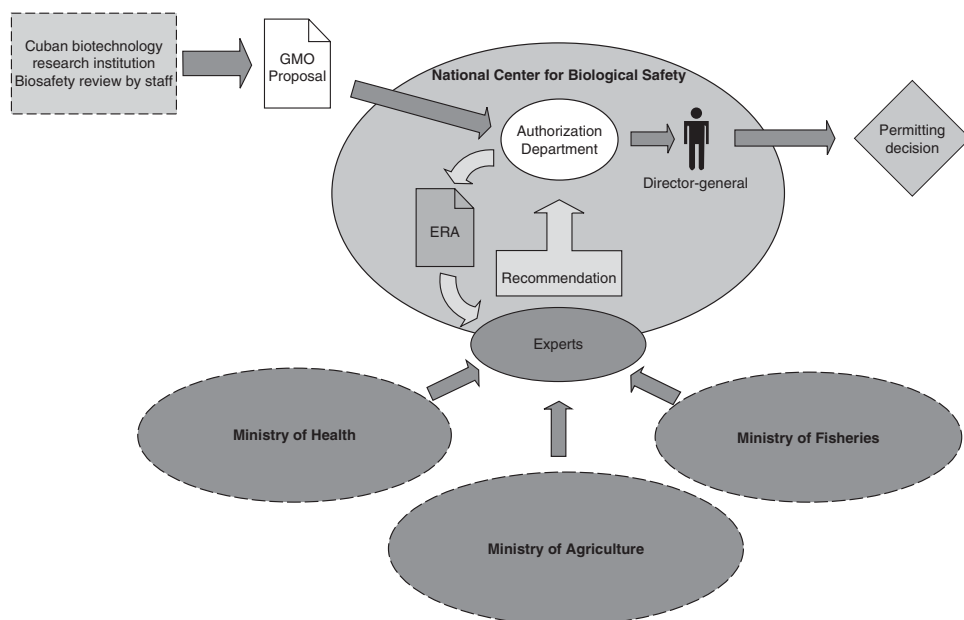 Cuban biotechnology
research institution
Biosafety review by staff
GMO
Proposal
National Center for Biological Safety
Authorization
Department
Director-general
Permitting
decision
ERA
Recommendation
Experts
Ministry of Health
Ministry of Fisheries
Ministry of Agriculture